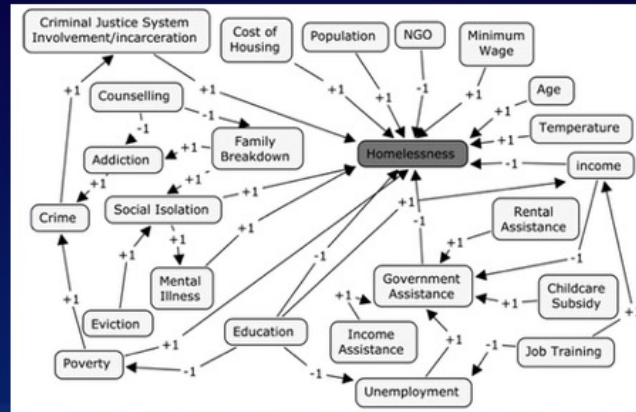 Criminal Justice System
Involvement/incarceration
Cost of
Housing
Population
NGO
Minimum
Wage
Age
Temperature
income
Homelessness
Counselling
Addiction
Family
Breakdown
Crime
Social Isolation
Mental
Illness
Eviction
Poverty
Education
Income
Assistance
Government
Assistance
Rental
Assistance
Childcare
Subsidy
Job Training
Unemployment
+1
+1
+1
+1
-1
+1
+1
+1
-1
-1
-1
+1
+1
+1
+1
+1
+1
+1
+1
+1
-1
+1
-1
-1
+1
-1
+1
-1
+1
+1
-1